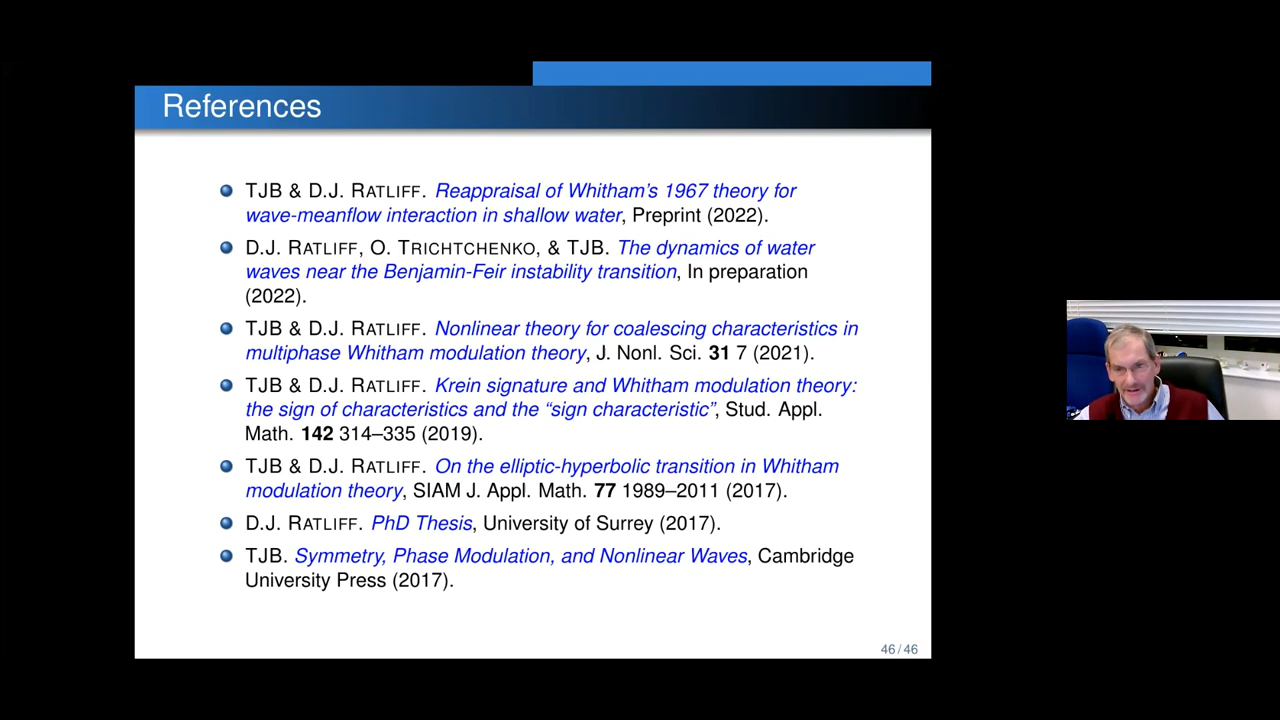 References
TJB & D.J. RATLIFF. Reappraisal of Whitham's 1967 theory for
wave-meanflow interaction in shallow water, Preprint (2022).
D.J. RATLIFF, O. TRICHTCHENKO, & TJB. The dynamics of water
waves near the Benjamin-Feir instability transition, In preparation
(2022).
TJB & D.J. RATLIFF. Nonlinear theory for coalescing characteristics in
multiphase Whitham modulation theory, J. Nonl. Sci. 31 7 (2021).
TJB & D.J. RATLIFF. Krein signature and Whitham modulation theory:
the sign of characteristics and the “sign characteristic”, Stud. Appl.
Math. 142 314–335 (2019).
TJB & D.J. RATLIFF. On the elliptic-hyperbolic transition in Whitham
modulation theory, SIAM J. Appl. Math. 77 1989–2011 (2017).
D.J. RATLIFF. PhD Thesis, University of Surrey (2017).
TJB. Symmetry, Phase Modulation, and Nonlinear Waves, Cambridge
University Press (2017).
46 / 46